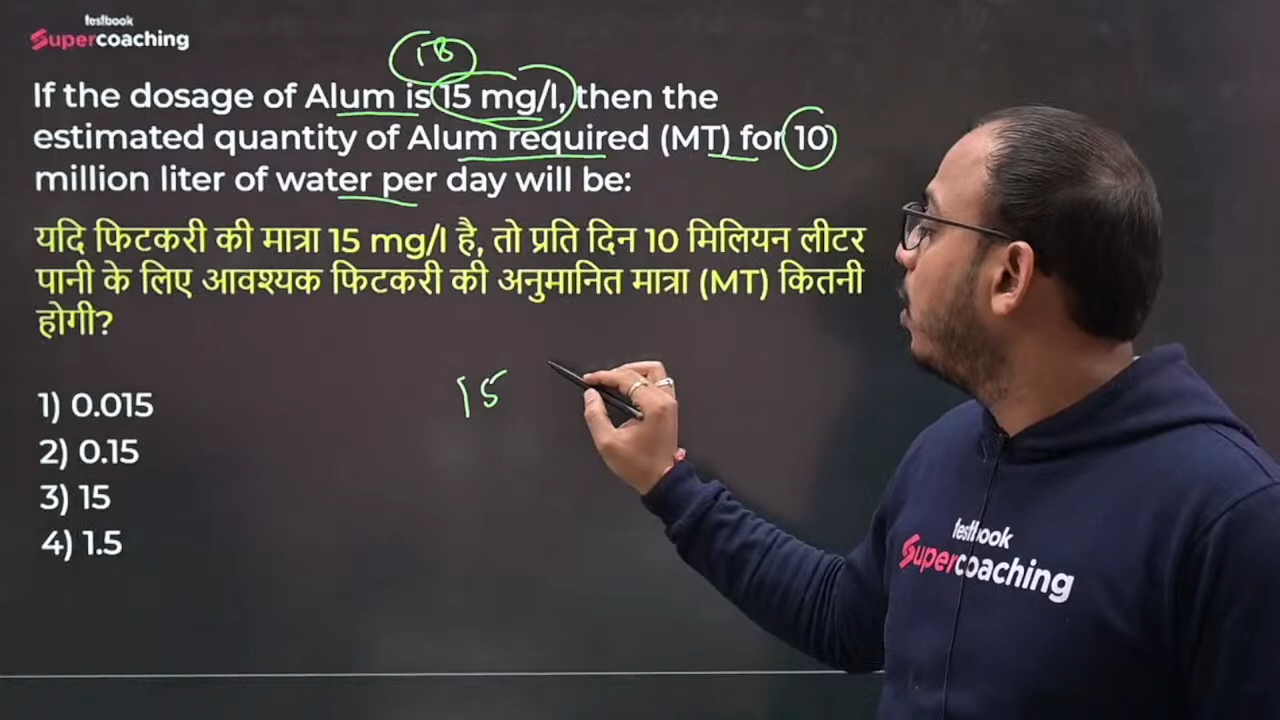 testbook
Supercoaching
18
If the dosage of Alum is 15 mg/l, then the
estimated quantity of Alum required (MT) for 10
million liter of water per day will be:
यदि फिटकरी की मात्रा 15 mg/l है, तो प्रति दिन 10 मिलियन लीटर
पानी के लिए आवश्यक फिटकरी की अनुमानित मात्रा (MT) कितनी
होगी?
1) 0.015
2) 0.15
3) 15
4) 1.5
15
testbook
Supercoaching